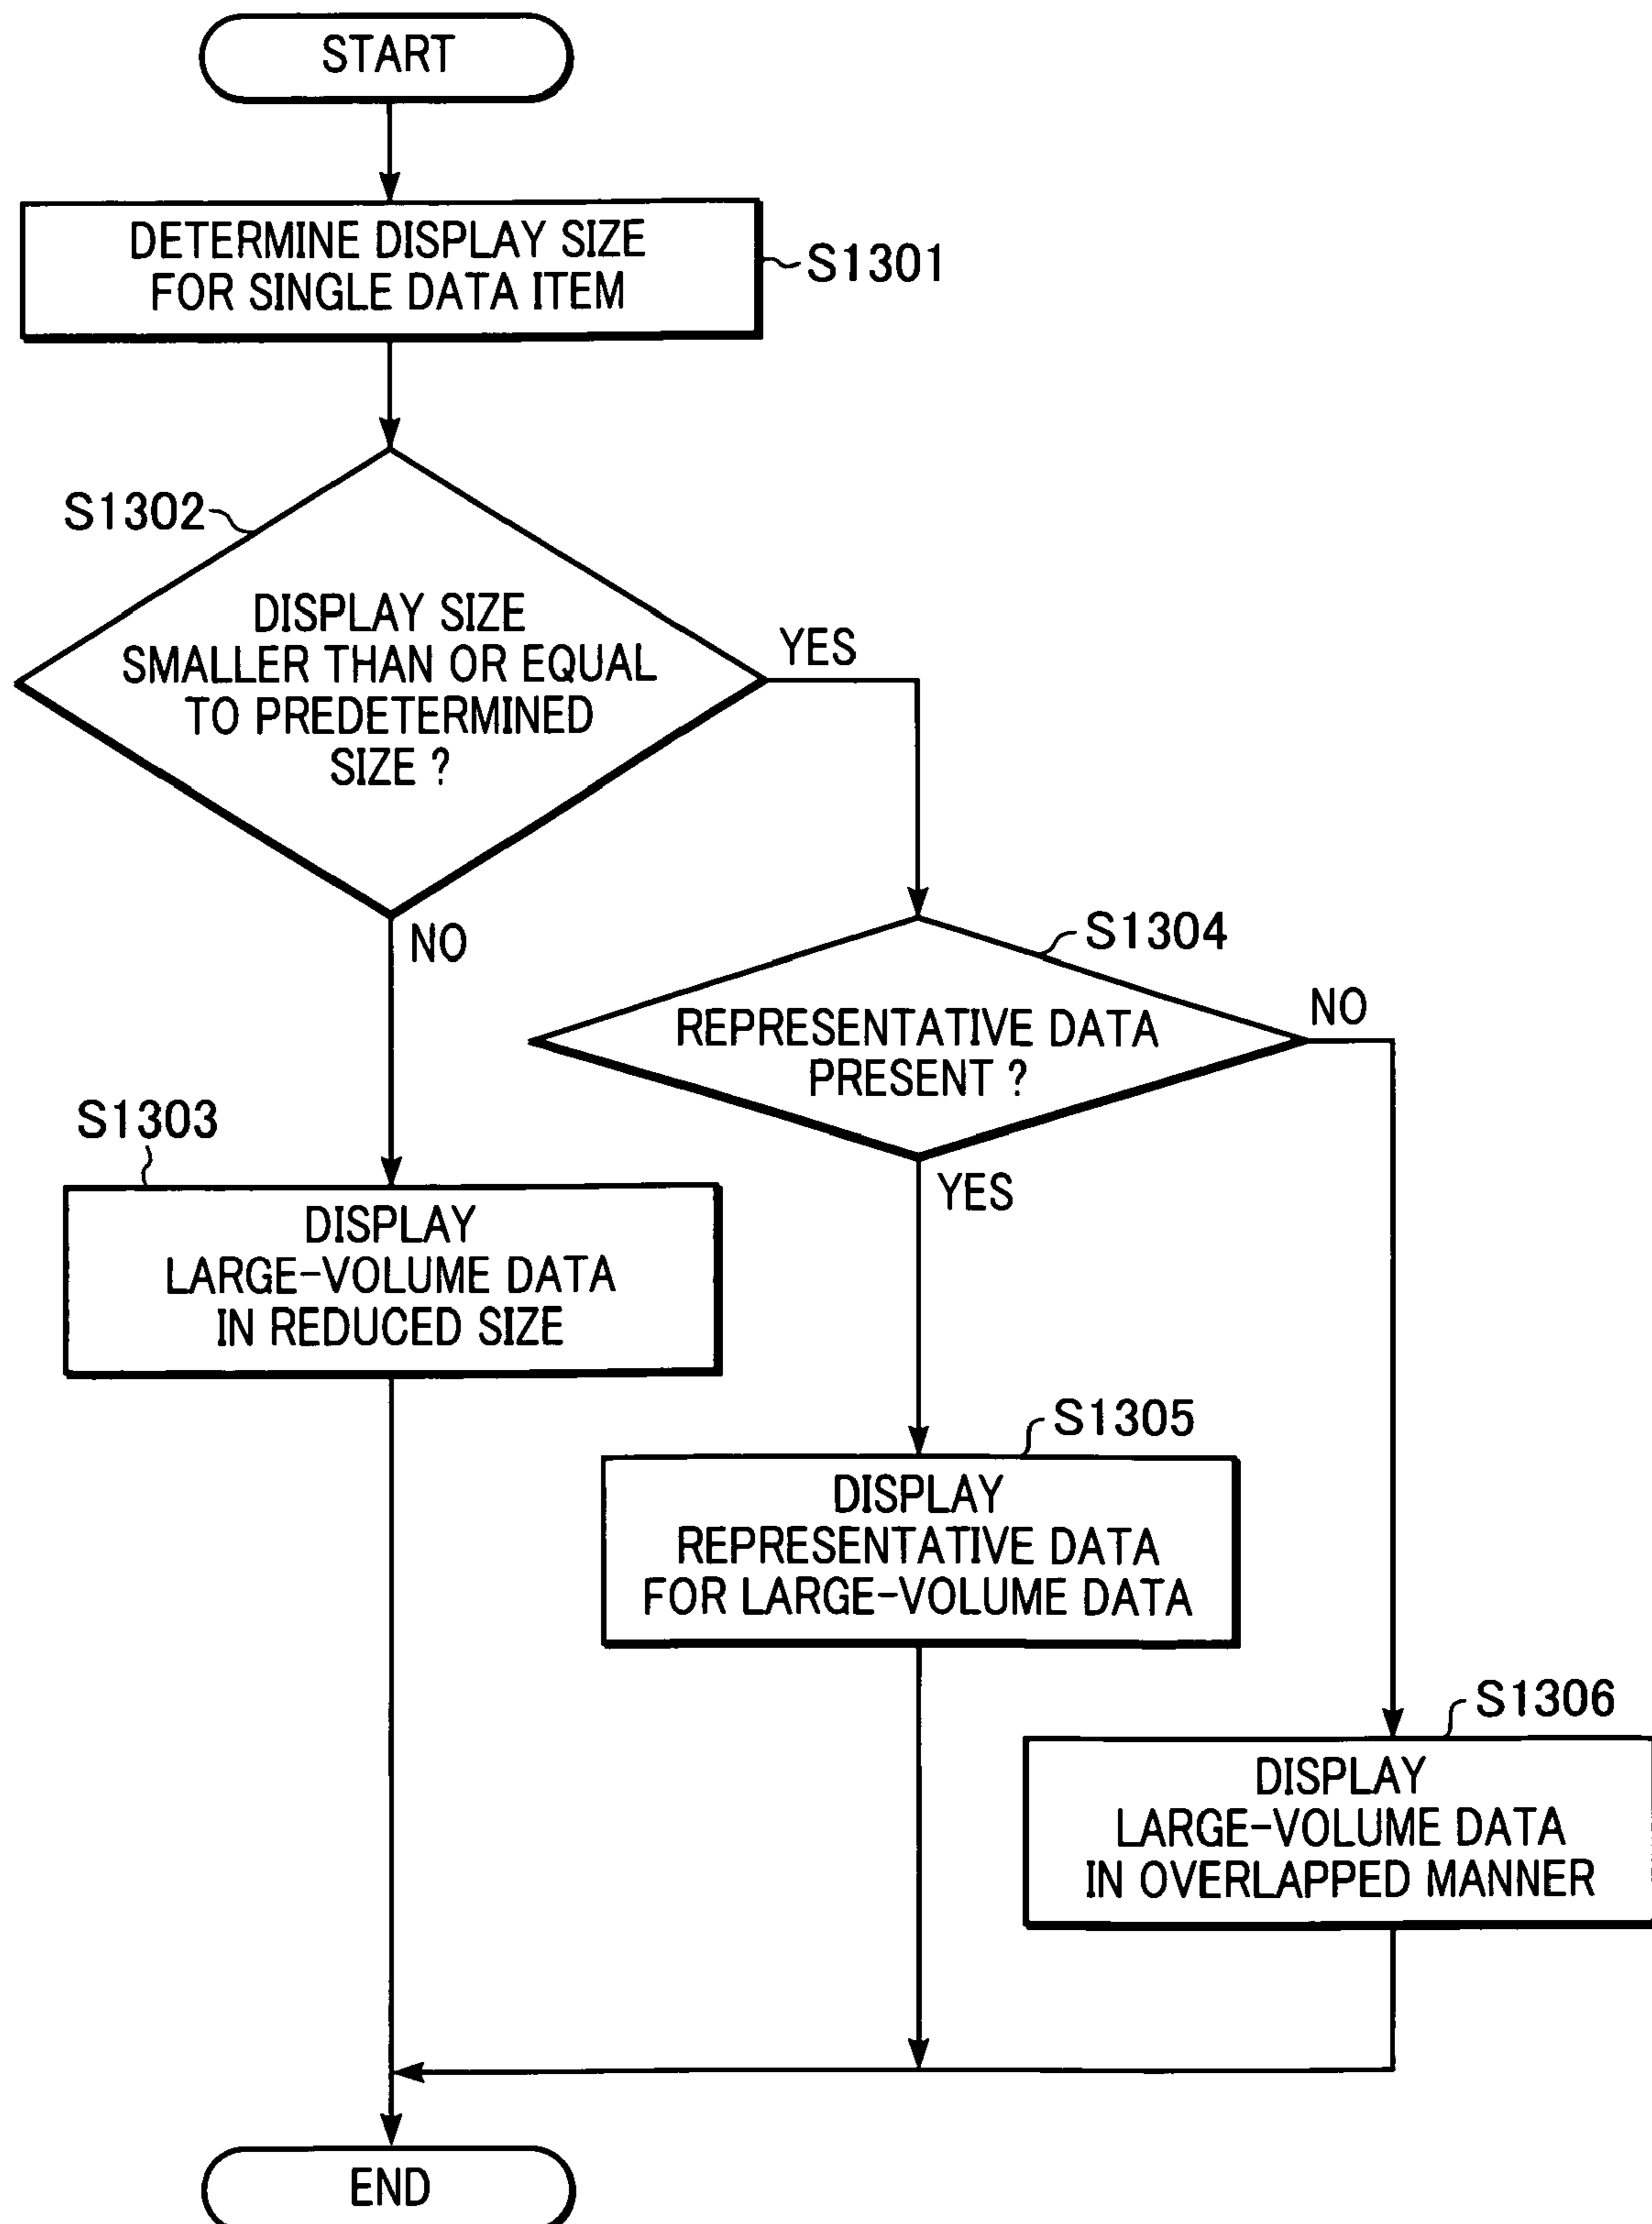 START
DETERMINE DISPLAY SIZE
FOR SINGLE DATA ITEM
S1301
S1302
DISPLAY SIZE
SMALLER THAN OR EQUAL
TO PREDETERMINED
SIZE ?
YES
NO
S1304
REPRESENTATIVE DATA
PRESENT ?
NO
YES
S1303
DISPLAY
LARGE-VOLUME DATA
IN REDUCED SIZE
S1305
DISPLAY
REPRESENTATIVE DATA
FOR LARGE-VOLUME DATA
S1306
DISPLAY
LARGE-VOLUME DATA
IN OVERLAPPED MANNER
END